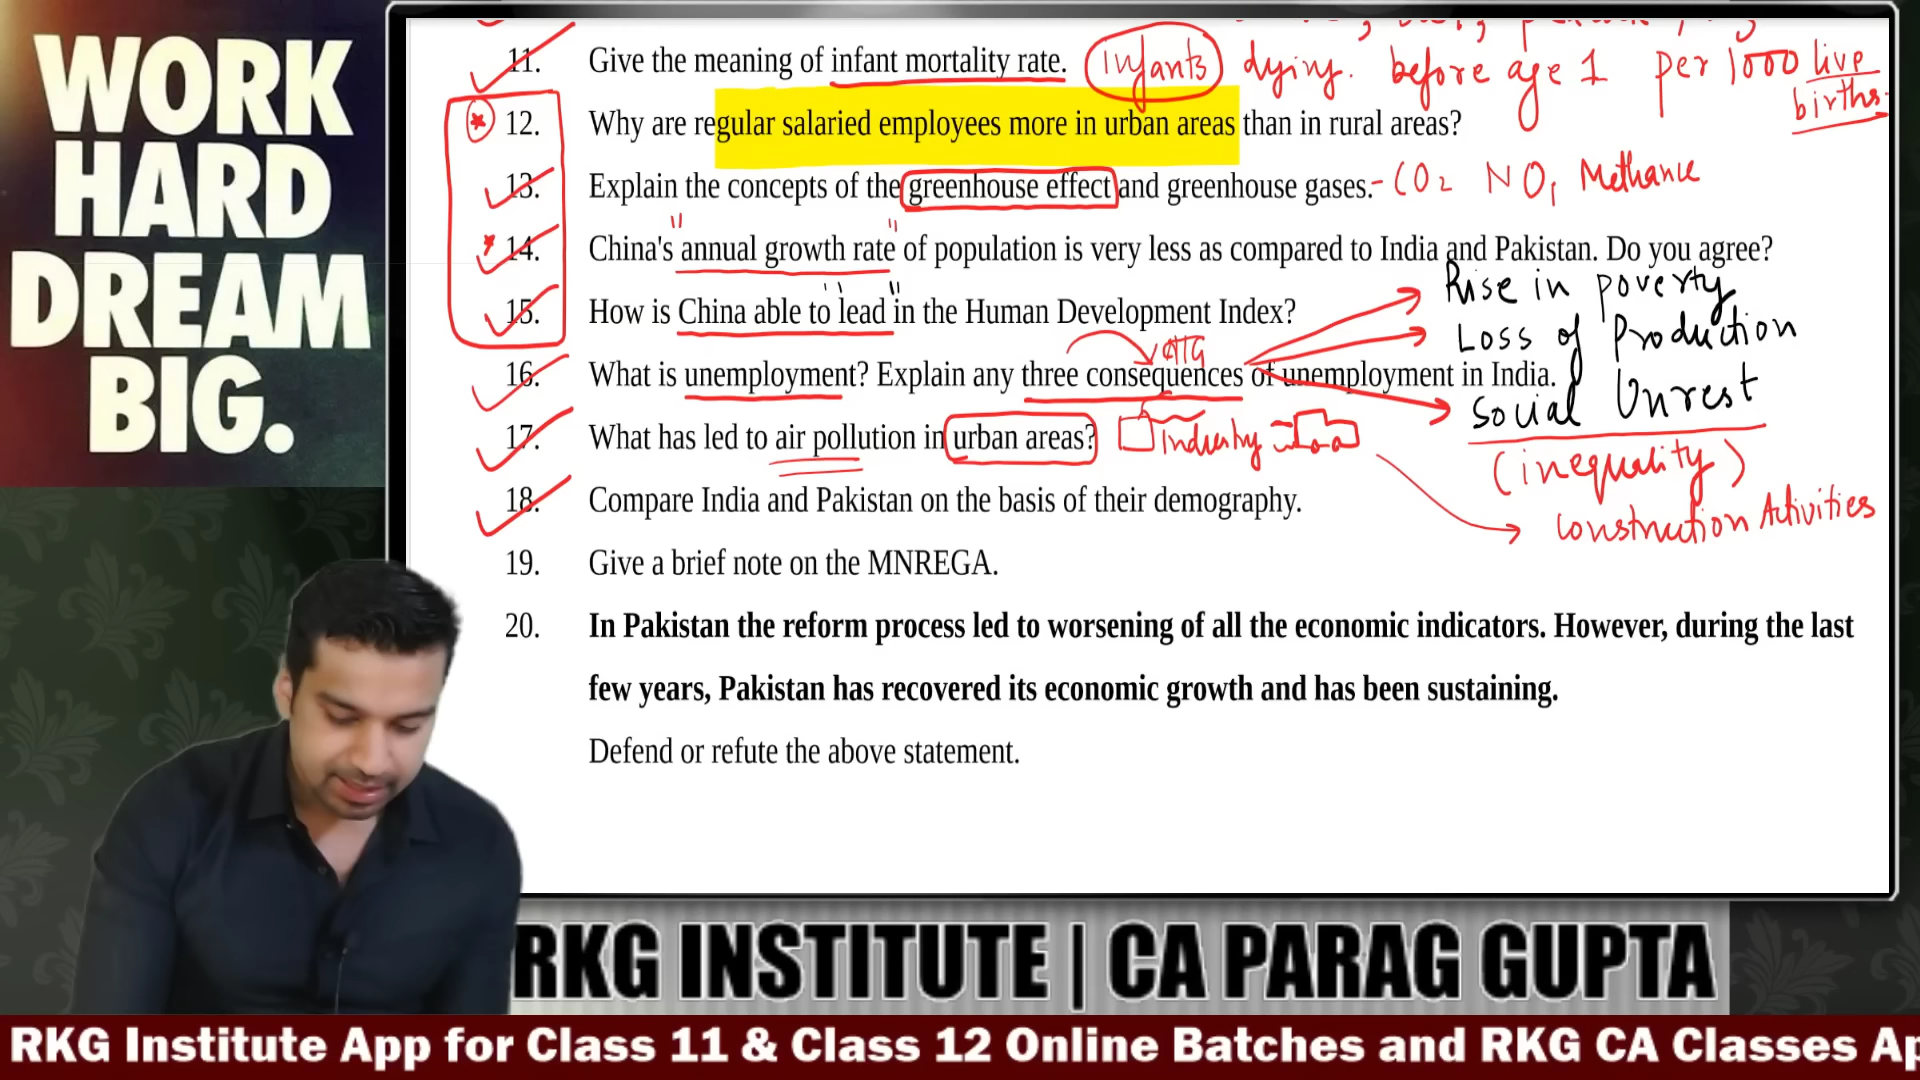 WORK
HARD
DREAM
BIG.
11. Give the meaning of infant mortality rate. Infants dying. before age 1 per 1000 live
births.
12. Why are regular salaried employees more in urban areas than in rural areas?
13. Explain the concepts of the greenhouse effect and greenhouse gases. - CO2 NO, Methance
14. China's "annual growth rate" of population is very less as compared to India and Pakistan. Do you agree?
Rise in poverty
15. How is China able to "lead" in the Human Development Index?
Loss of Production
16. What is unemployment? Explain any three consequences of unemployment in India.
Social Unrest
17. What has led to air pollution in urban areas? Industry
(inequality)
18. Compare India and Pakistan on the basis of their demography.
Construction Activities
19. Give a brief note on the MNREGA.
20. In Pakistan the reform process led to worsening of all the economic indicators. However, during the last
few years, Pakistan has recovered its economic growth and has been sustaining.
Defend or refute the above statement.
RKG INSTITUTE | CA PARAG GUPTA
RKG Institute App for Class 11 & Class 12 Online Batches and RKG CA Classes Ap